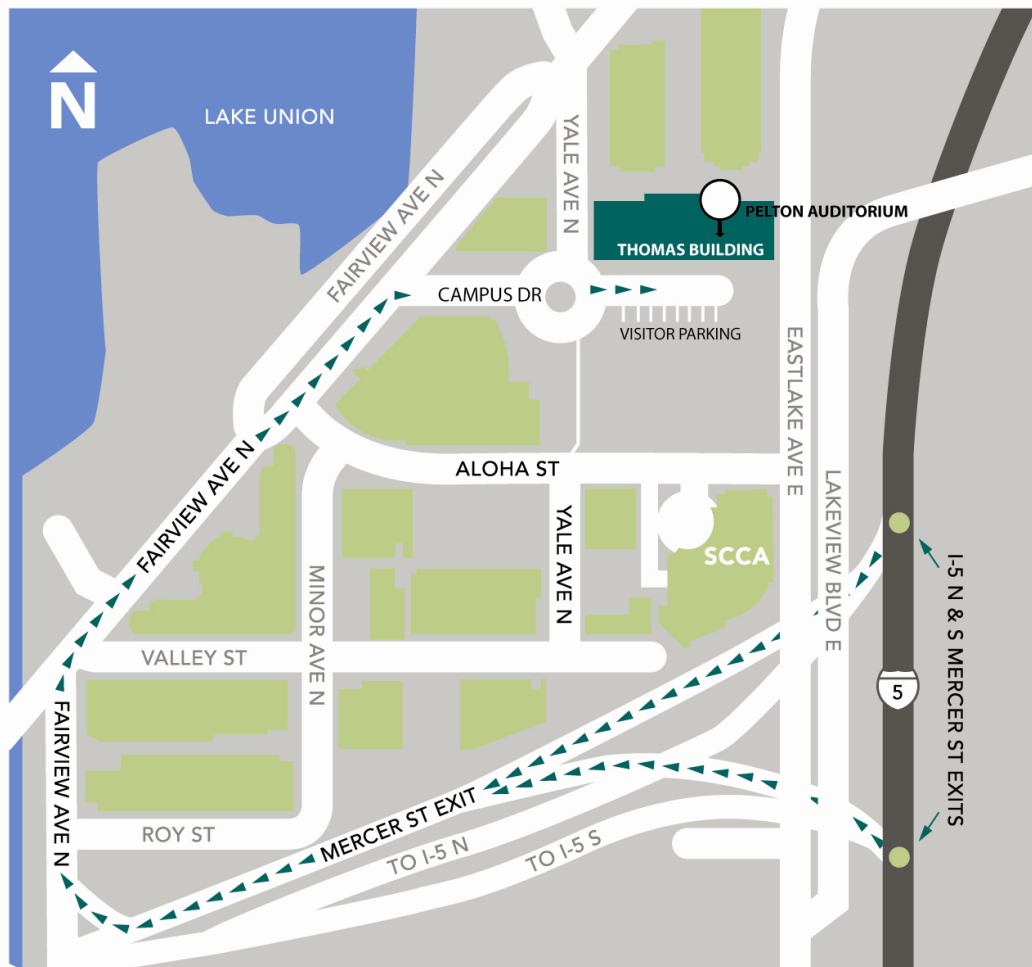 N
LAKE UNION
FAIRVIEW AVE N
YALE AVE N
PELTON AUDITORIUM
THOMAS BUILDING
CAMPUS DR
VISITOR PARKING
EASTLAKE AVE E
FAIRVIEW AVE N
ALOHA ST
LAKEVIEW BLVD E
YALE AVE N
SCCA
MINOR AVE N
I-5 N & S MERCER ST EXITS
VALLEY ST
5
FAIRVIEW AVE N
ROY ST
MERCER ST EXIT
TO I-5 N
TO I-5 S